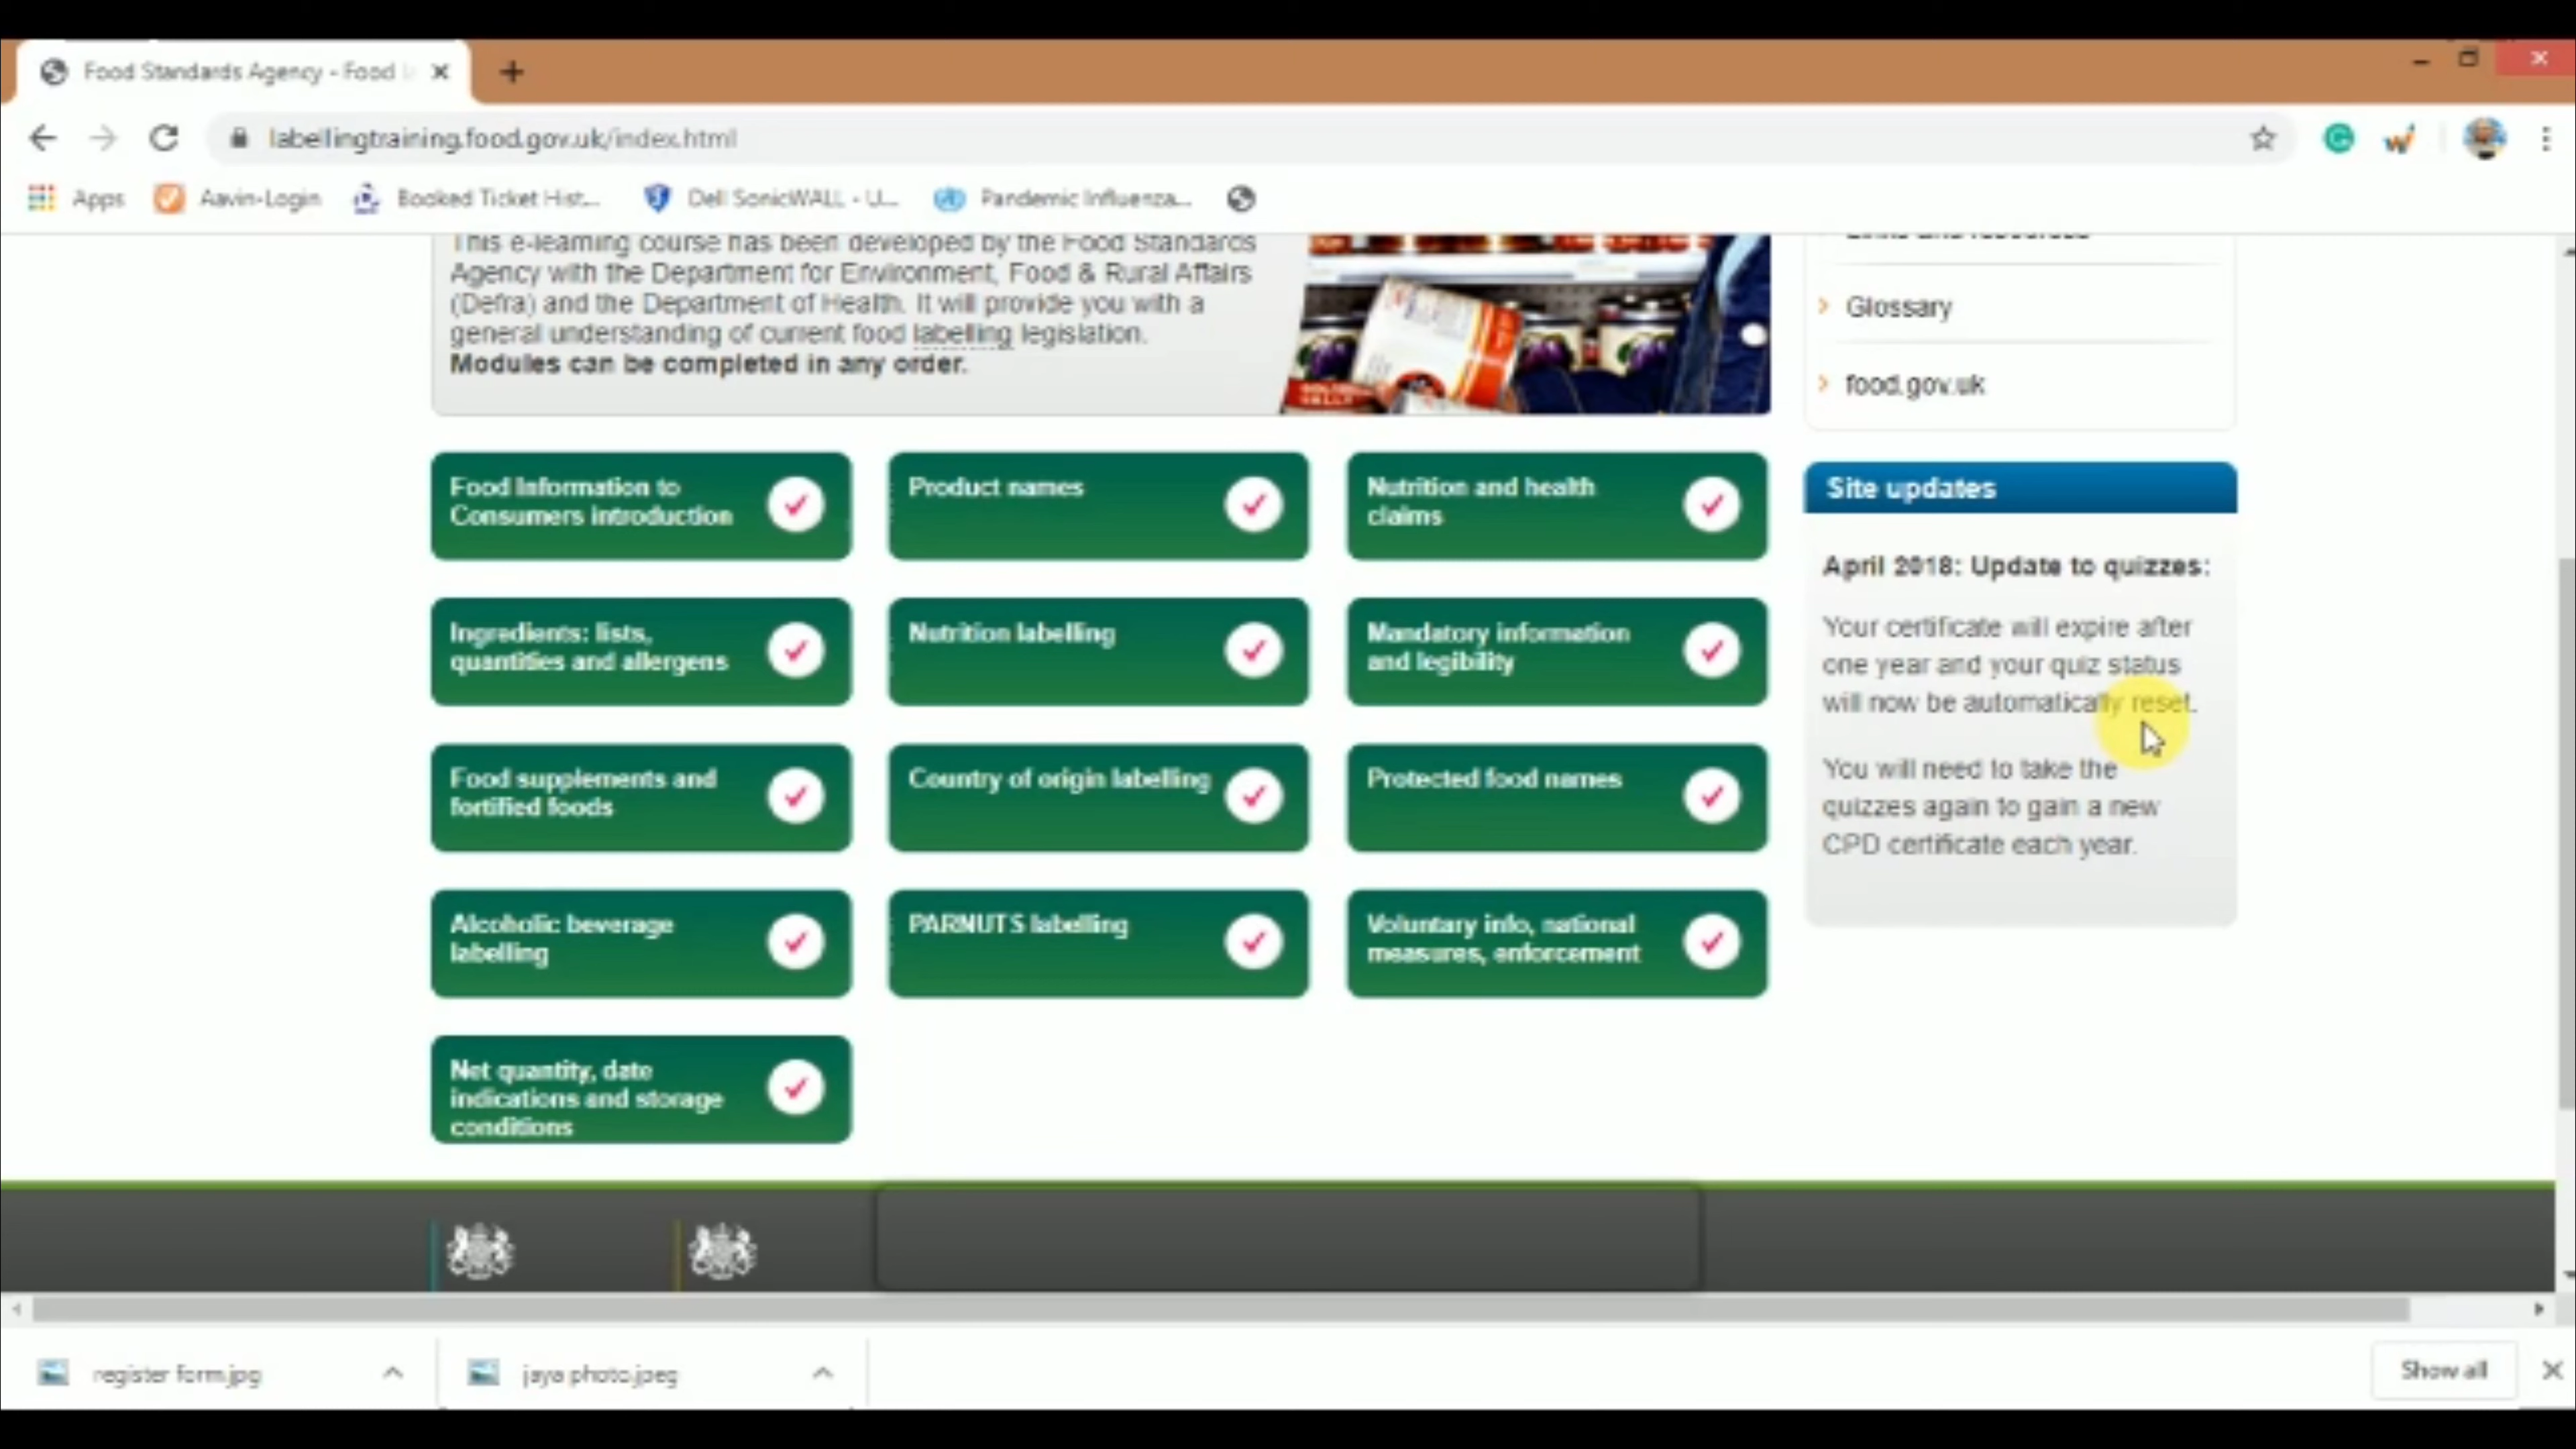 Food Standards Agency - Food
labellingtraining.food.gov.uk/index.html
Apps
Aavin-Login
Booked Ticket Hist...
Dell SonicWALL - U...
Pandemic Influenza...
This e-learning course has been developed by the Food Standards
Agency with the Department for Environment, Food & Rural Affairs
(Defra) and the Department of Health. It will provide you with a
general understanding of current food labelling legislation.
Modules can be completed in any order.
Links and resources
Glossary
food.gov.uk
Food Information to
Consumers introduction
Product names
Nutrition and health
claims
Ingredients: lists,
quantities and allergens
Nutrition labelling
Mandatory information
and legibility
Food supplements and
fortified foods
Country of origin labelling
Protected food names
Alcoholic beverage
labelling
PARNUTS labelling
Voluntary info, national
measures, enforcement
Net quantity, date
indications and storage
conditions
Site updates
April 2018: Update to quizzes:
Your certificate will expire after
one year and your quiz status
will now be automatically reset.
You will need to take the
quizzes again to gain a new
CPD certificate each year.
register form.jpg
jaya photo.jpeg
Show all